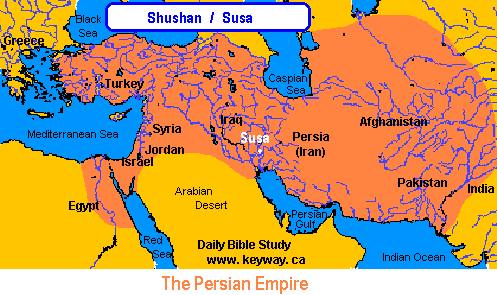 Shushan / Susa
Black
Sea
Greeee
Turkey
Caspian
Sea
Mediterranean Sea
Syria
Iraq
Susa
Persia
(Iran)
Afghanistan
Jordan
Israel
Egypt
Arabian
Desert
Pakistan
India
Persian
Gulf
Red
Sea
Indian Ocean
Daily Bible Study
www. keyway. ca
The Persian Empire